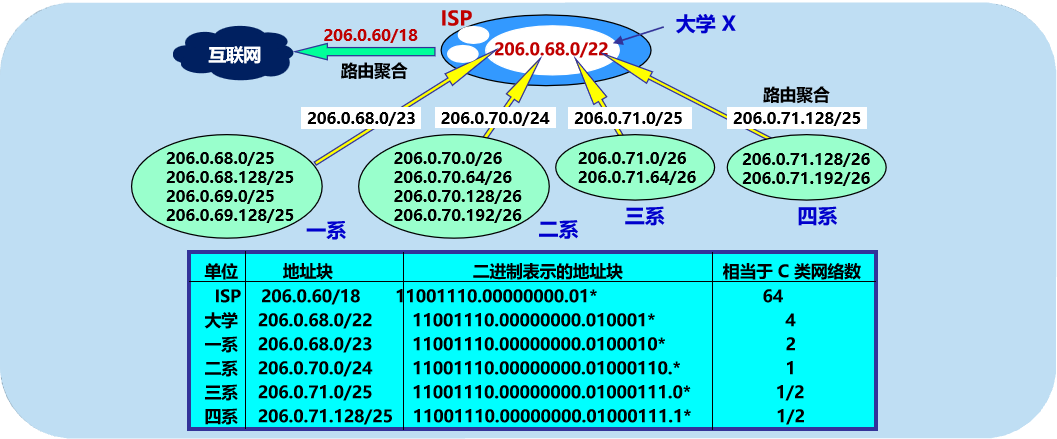 ISP
大学 X
206.0.60/18
互联网
206.0.68.0/22
路由聚合
路由聚合
206.0.68.0/23
206.0.70.0/24
206.0.71.0/25
206.0.71.128/25
206.0.68.0/25
206.0.68.128/25
206.0.69.0/25
206.0.69.128/25
一系
206.0.70.0/26
206.0.70.64/26
206.0.70.128/26
206.0.70.192/26
二系
206.0.71.0/26
206.0.71.64/26
三系
206.0.71.128/26
206.0.71.192/26
四系
单位 地址块 二进制表示的地址块 相当于 C 类网络数
ISP 206.0.60/18 11001110.00000000.01* 64
大学 206.0.68.0/22 11001110.00000000.010001* 4
一系 206.0.68.0/23 11001110.00000000.0100010* 2
二系 206.0.70.0/24 11001110.00000000.01000110.* 1
三系 206.0.71.0/25 11001110.00000000.01000111.0* 1/2
四系 206.0.71.128/25 11001110.00000000.01000111.1* 1/2